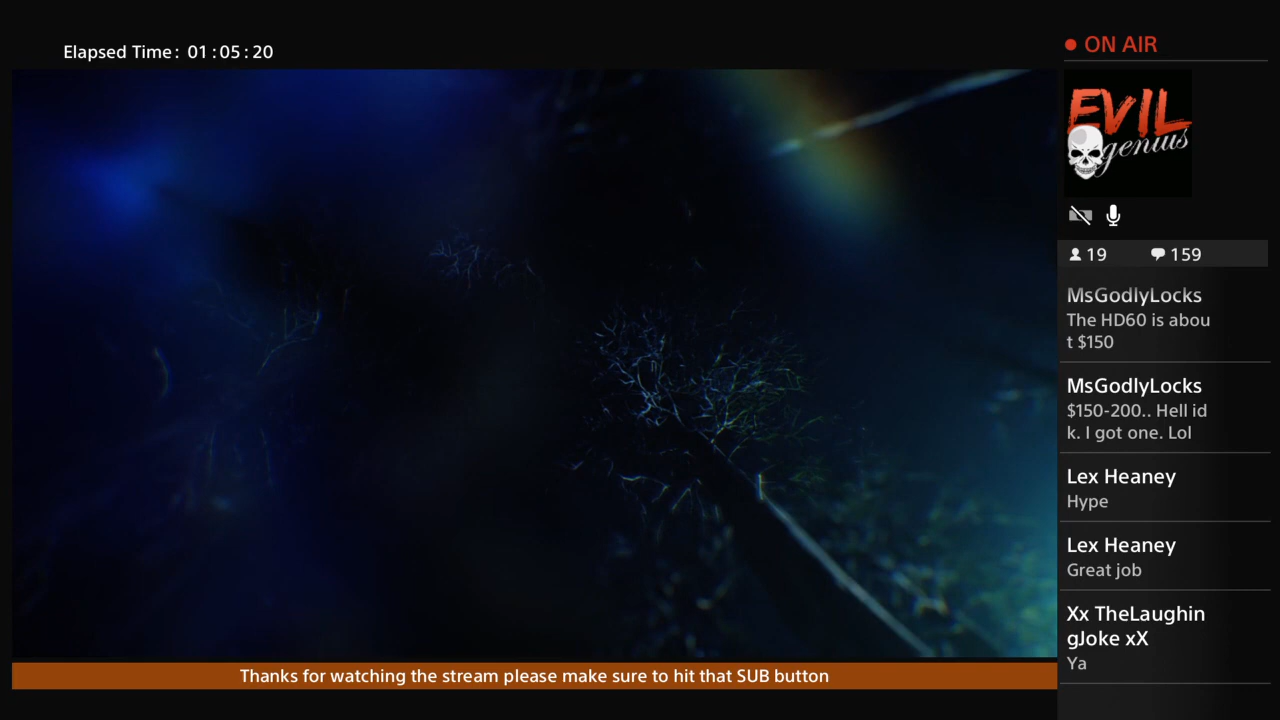 Elapsed Time: 01:05:20
ON AIR
EVIL
genius
19 159
MsGodlyLocks
The HD60 is abou
t $150
MsGodlyLocks
$150-200.. Hell id
k. I got one. Lol
Lex Heaney
Hype
Lex Heaney
Great job
Xx TheLaughin
gJoke xX
Ya
Thanks for watching the stream please make sure to hit that SUB button